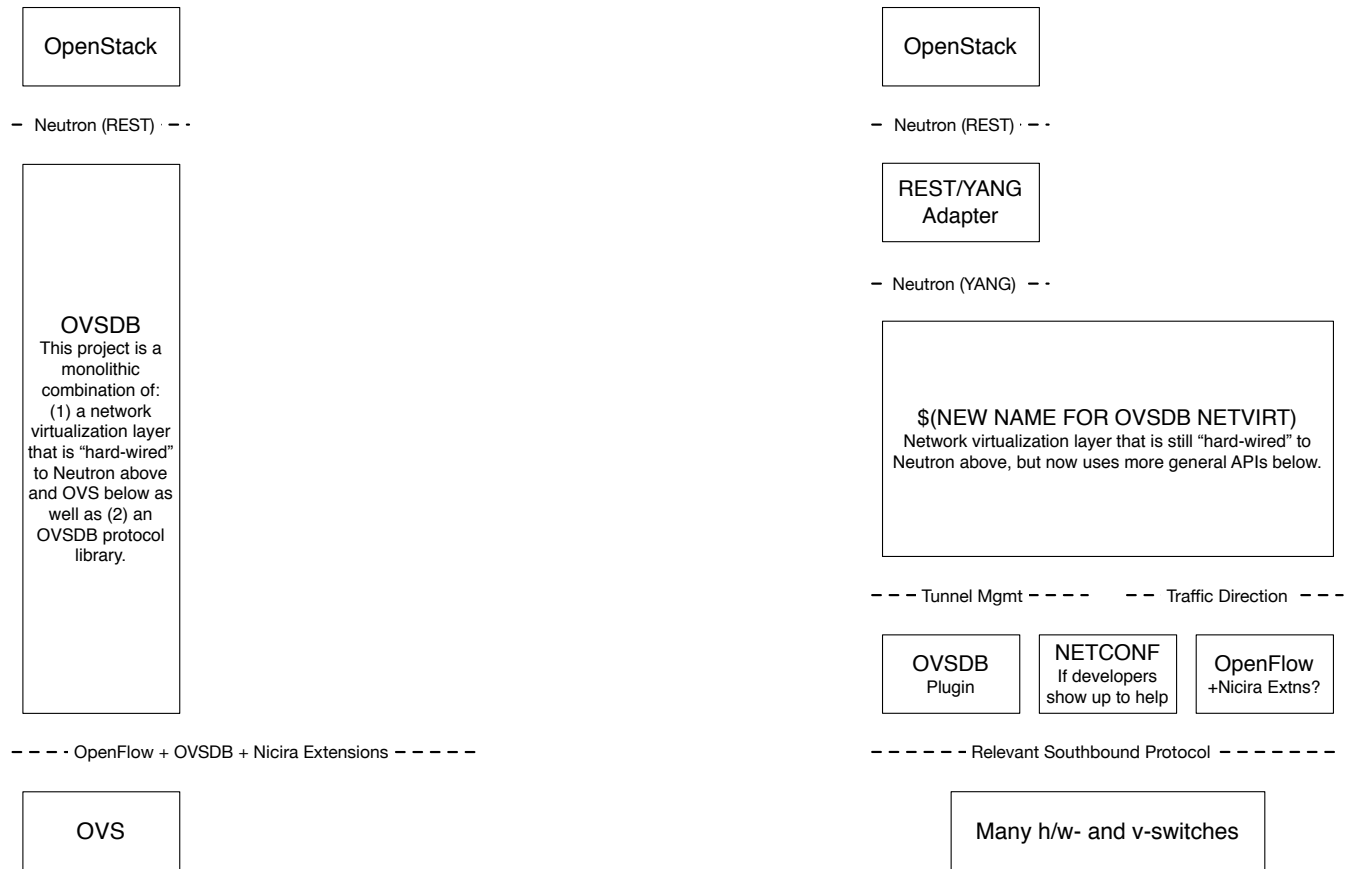 OpenStack
Neutron (REST)
OVSDB
This project is a
monolithic
combination of:
(1) a network
virtualization layer
that is “hard-wired”
to Neutron above
and OVS below as
well as (2) an
OVSDB protocol
library.
OpenFlow + OVSDB + Nicira Extensions
OVS
OpenStack
Neutron (REST)
REST/YANG
Adapter
Neutron (YANG)
$(NEW NAME FOR OVSDB NETVIRT)
Network virtualization layer that is still “hard-wired” to
Neutron above, but now uses more general APIs below.
Tunnel Mgmt
Traffic Direction
OVSDB
Plugin
NETCONF
If developers
show up to help
OpenFlow
+Nicira Extns?
Relevant Southbound Protocol
Many h/w- and v-switches